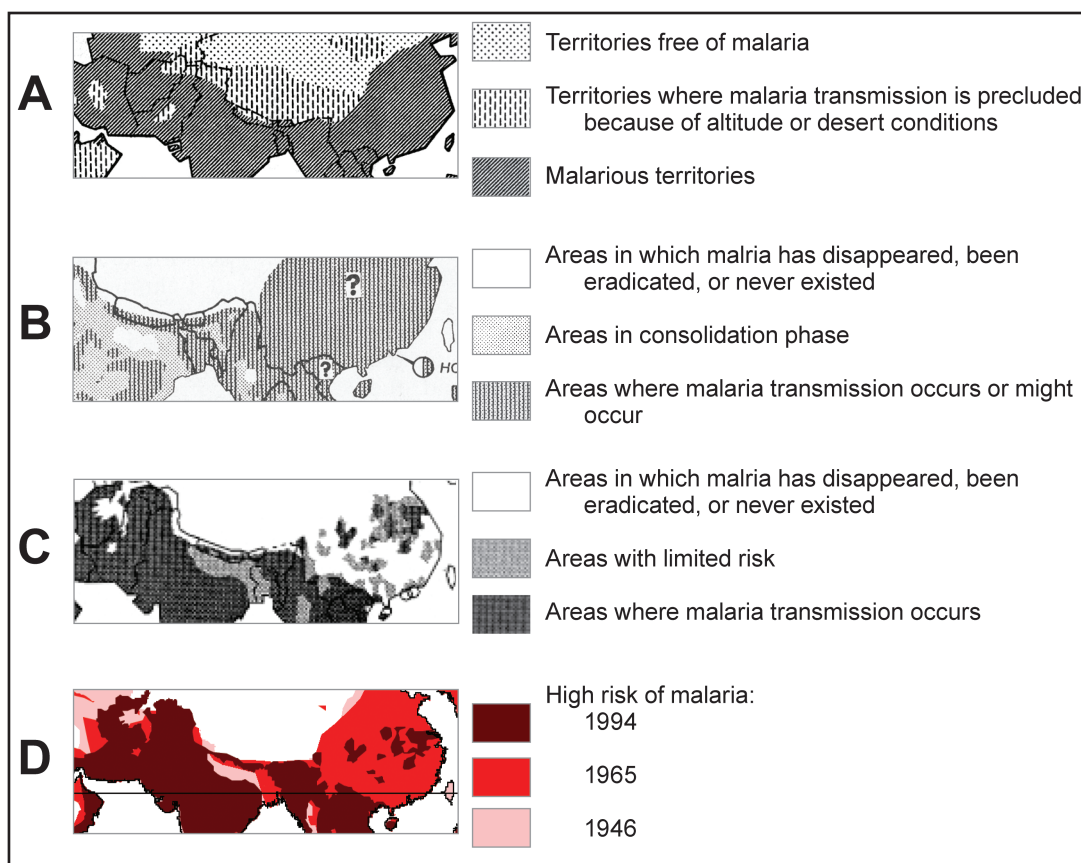 A
Territories free of malaria
Territories where malaria transmission is precluded
because of altitude or desert conditions
Malarious territories
B
?
?
HO
Areas in which malria has disappeared, been
eradicated, or never existed
Areas in consolidation phase
Areas where malaria transmission occurs or might
occur
C
Areas in which malria has disappeared, been
eradicated, or never existed
Areas with limited risk
Areas where malaria transmission occurs
D
High risk of malaria:
1994
1965
1946